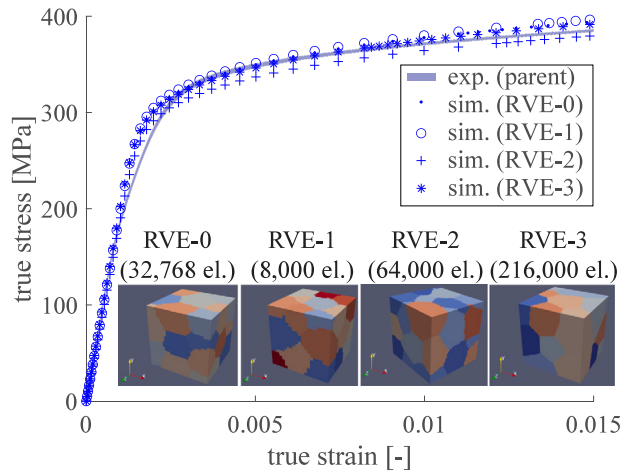 400
300
200
100
0
true stress [MPa]
exp. (parent)
sim. (RVE-0)
sim. (RVE-1)
sim. (RVE-2)
sim. (RVE-3)
RVE-0 RVE-1 RVE-2 RVE-3
(32,768 el.) (8,000 el.) (64,000 el.) (216,000 el.)
0 0.005 0.01 0.015
true strain [-]